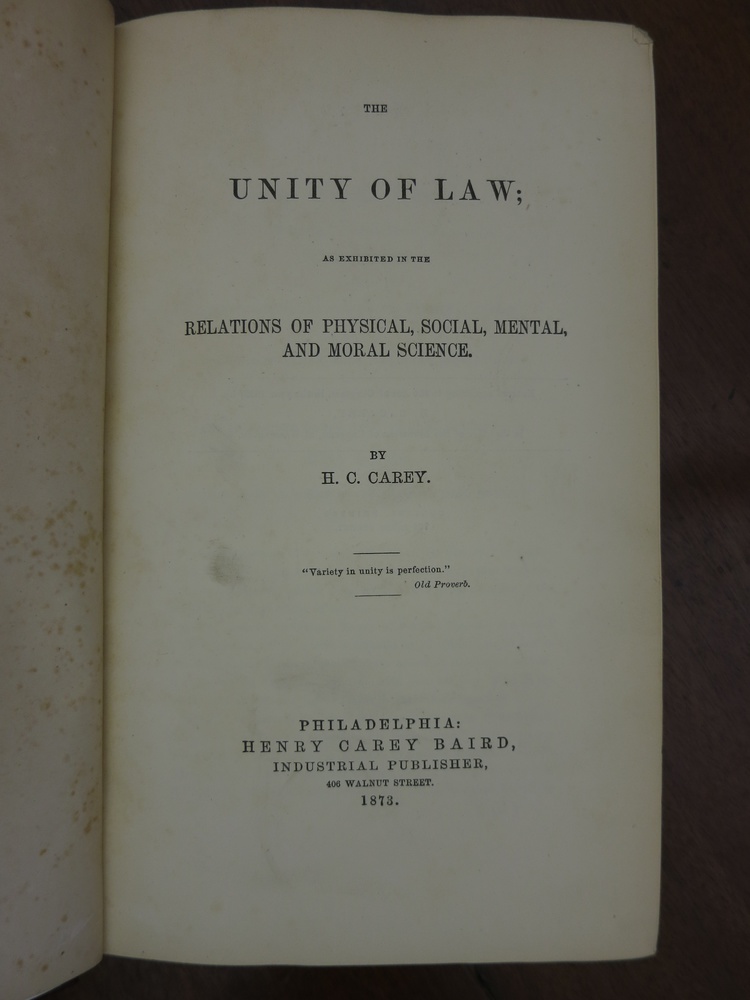 THE
UNITY OF LAW;
AS EXHIBITED IN THE
RELATIONS OF PHYSICAL, SOCIAL, MENTAL,
AND MORAL SCIENCE.
BY
H. C. CAREY.
“Variety in unity is perfection.”
Old Proverb.
PHILADELPHIA:
HENRY CAREY BAIRD,
INDUSTRIAL PUBLISHER,
406 WALNUT STREET.
1873.